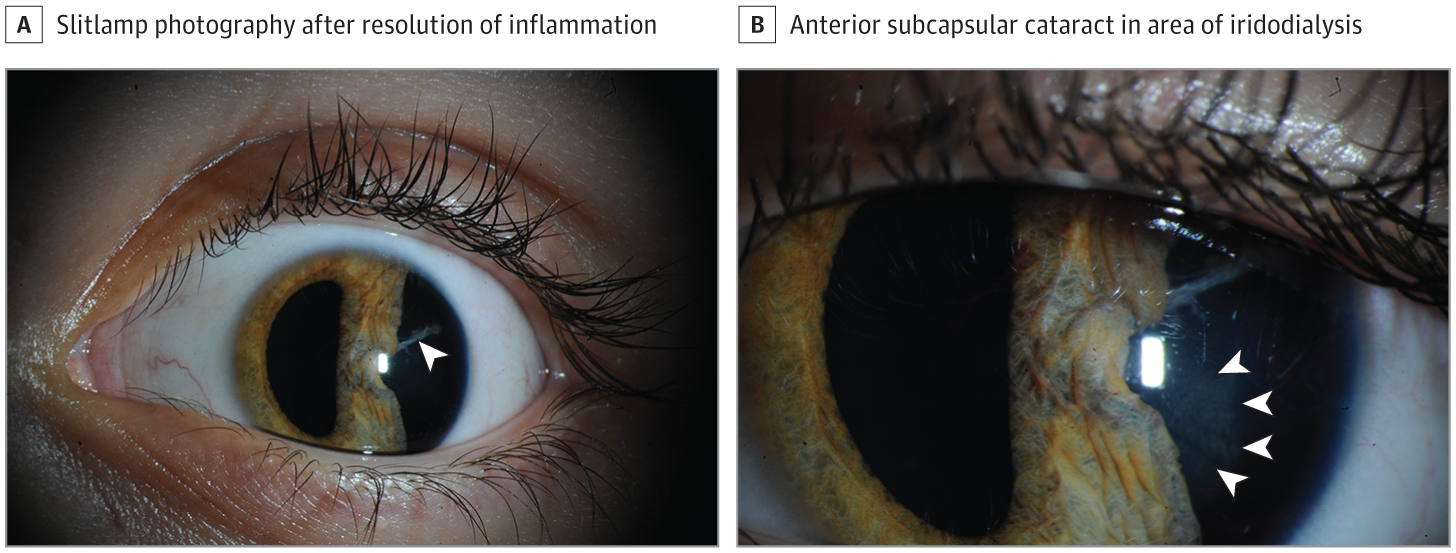 A Slitlamp photography after resolution of inflammation
B Anterior subcapsular cataract in area of iridodialysis